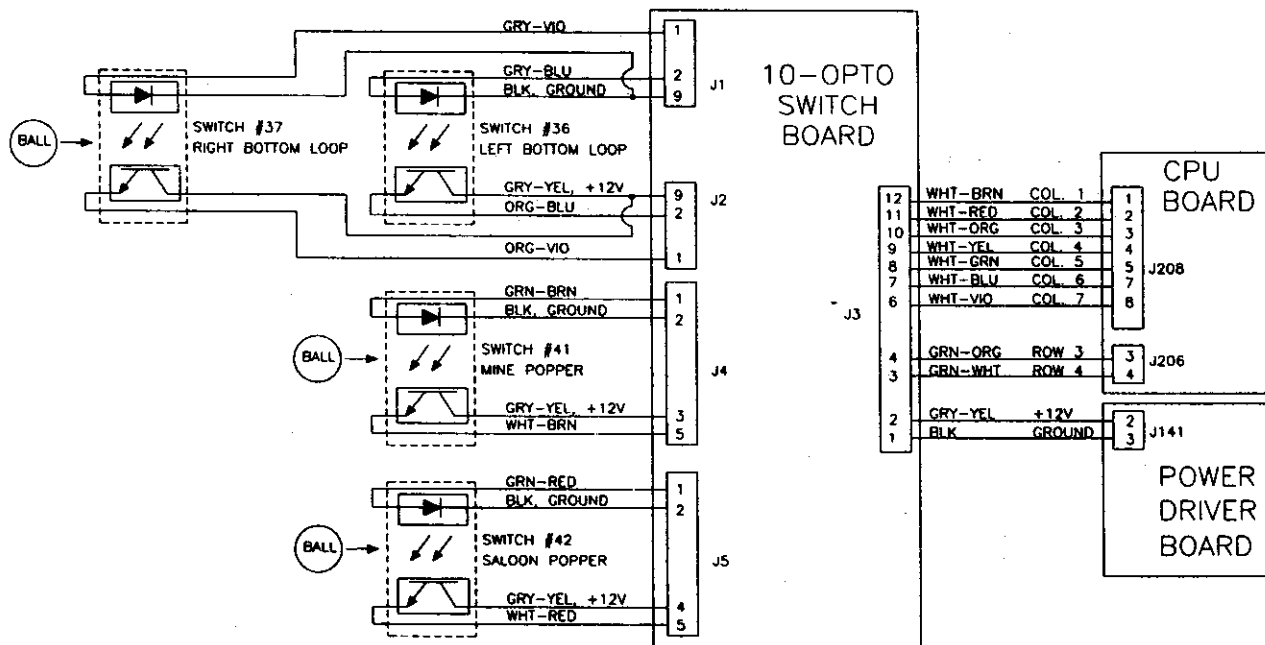 GRY-VIO
1
GRY-BLU
2
BLK, GROUND
9
J1
SWITCH #37
RIGHT BOTTOM LOOP
BALL
SWITCH #36
LEFT BOTTOM LOOP
GRY-YEL, +12V
9
ORG-BLU
2
J2
ORG-VIO
1
10-OPTO
SWITCH
BOARD
GRN-BRN
1
BLK, GROUND
2
BALL
SWITCH #41
MINE POPPER
J4
GRY-YEL, +12V
3
WHT-BRN
5
GRN-RED
1
BLK, GROUND
2
BALL
SWITCH #42
SALOON POPPER
J5
GRY-YEL, +12V
4
WHT-RED
5
J3
12 WHT-BRN COL. 1 1
11 WHT-RED COL. 2 2
10 WHT-ORG COL. 3 3
9 WHT-YEL COL. 4 4
8 WHT-GRN COL. 5 5
7 WHT-BLU COL. 6 7
6 WHT-VIO COL. 7 8
J208
CPU
BOARD
4 GRN-ORG ROW 3 3
3 GRN-WHT ROW 4 4
J206
2 GRY-YEL +12V 2
1 BLK GROUND 3
J141
POWER
DRIVER
BOARD